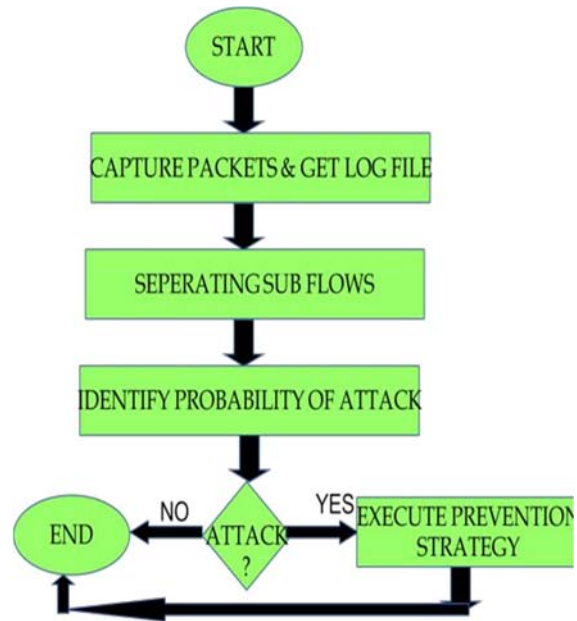 START
CAPTURE PACKETS & GET LOG FILE
SEPERATING SUB FLOWS
IDENTIFY PROBABILITY OF ATTACK
NO
YES
END
ATTACK
?
EXECUTE PREVENTION
STRATEGY